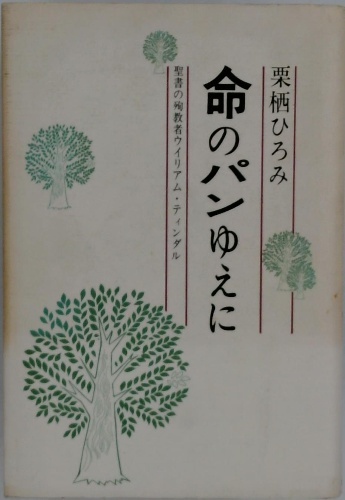 栗栖ひろみ
命のパンゆえに
聖書の殉教者ウイリアム・ティンダル